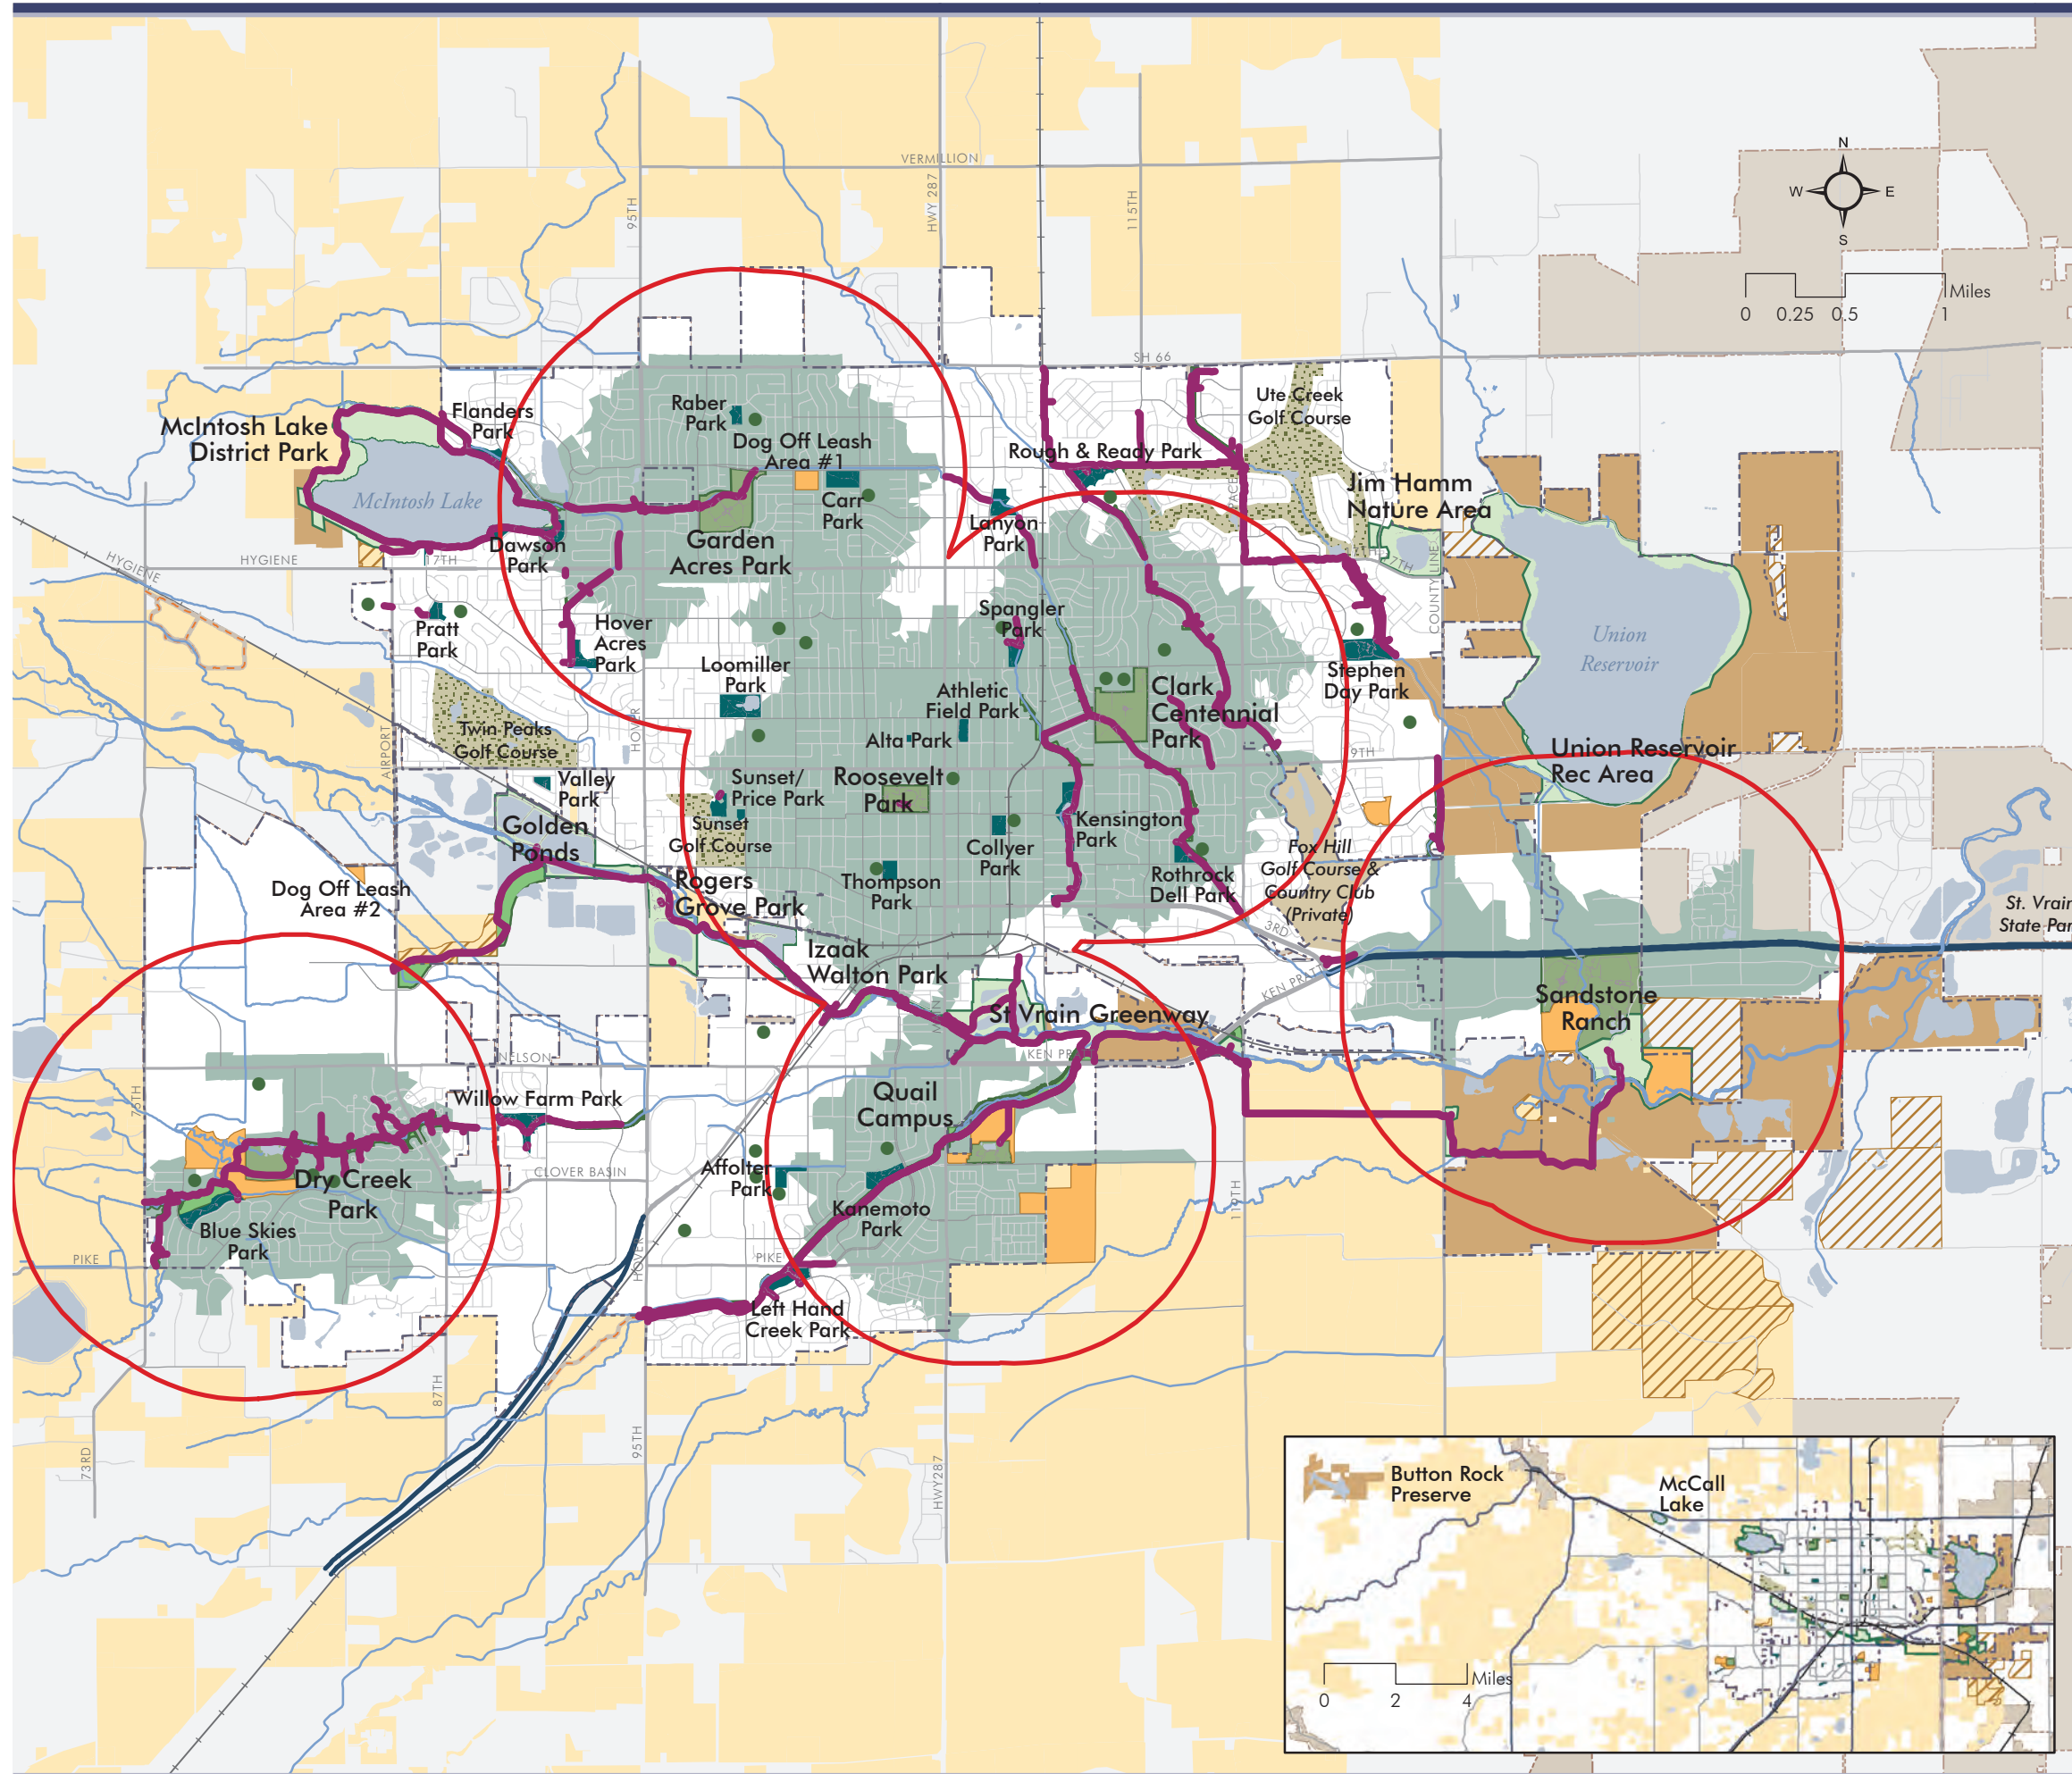 VERMILLION
95TH
HWY 287
115TH
N
W
E
S
Miles
0
0.25
0.5
1
SH 66
McIntosh Lake
District Park
Flanders
Park
McIntosh Lake
Raber
Park
Dog Off Leash
Area #1
Carr
Park
Garden
Acres Park
Dawson
Park
Rough & Ready Park
Ute Creek
Golf Course
Lanyon
Park
Jim Hamm
Nature Area
HYGIENE
HYGIENE
17TH
17TH
COUNTY LINE
Pratt
Park
Hover
Acres
Park
Spangler
Park
Loomiller
Park
Athletic
Field Park
Alta Park
Clark
Centennial
Park
Stephen
Day Park
Union
Reservoir
Union Reservoir
Rec Area
AIRPORT
HOVER
Twin Peaks
Golf Course
9TH
Valley
Park
Sunset/
Price Park
Roosevelt
Park
Sunset
Golf Course
Golden
Ponds
Kensington
Park
Collyer
Park
Thompson
Park
Rothrock
Dell Park
Fox Hill
Golf Course &
Country Club
(Private)
Dog Off Leash
Area #2
Rogers
Grove Park
Izaak
Walton Park
3RD
KEN PRATT
St. Vrain
State Par
Sandstone
Ranch
St Vrain Greenway
KEN PRA
NELSON
75TH
Willow Farm Park
Quail
Campus
CLOVER BASIN
Affolter
Park
Dry Creek
Park
Blue Skies
Park
Kanemoto
Park
119TH
PIKE
PIKE
HOVER
Left Hand
Creek Park
87TH
73RD
95TH
HWY287
Button Rock
Preserve
McCall
Lake
Miles
0
2
4